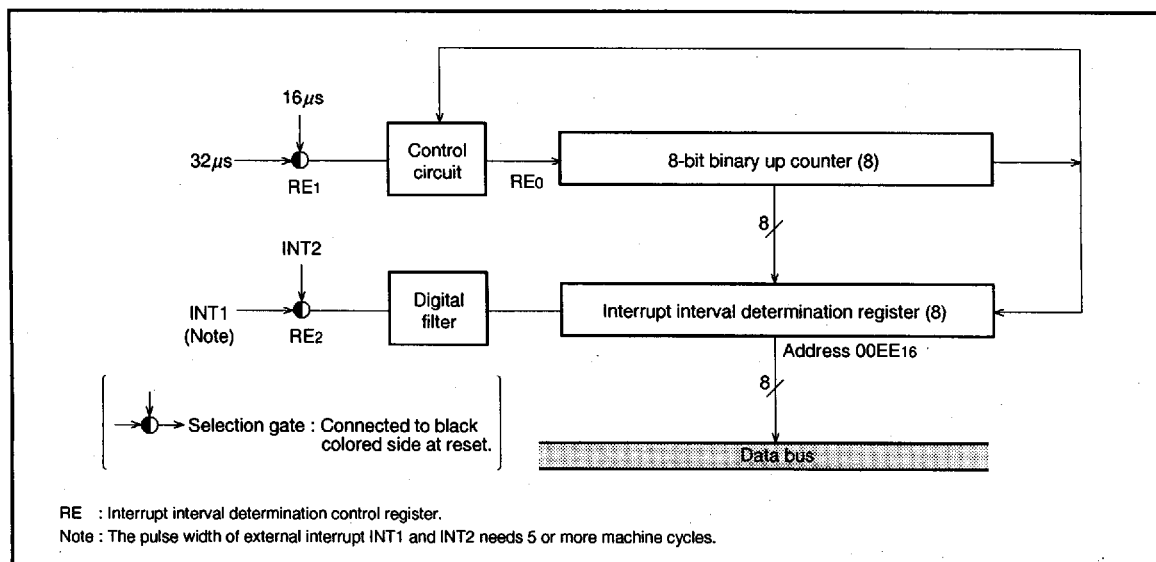 16μs
32μs
RE1
Control
circuit
RE0
8-bit binary up counter (8)
8
INT2
INT1
(Note)
RE2
Digital
filter
Interrupt interval determination register (8)
Address 00EE16
8
Selection gate : Connected to black
colored side at reset.
Data bus
RE : Interrupt interval determination control register.
Note : The pulse width of external interrupt INT1 and INT2 needs 5 or more machine cycles.